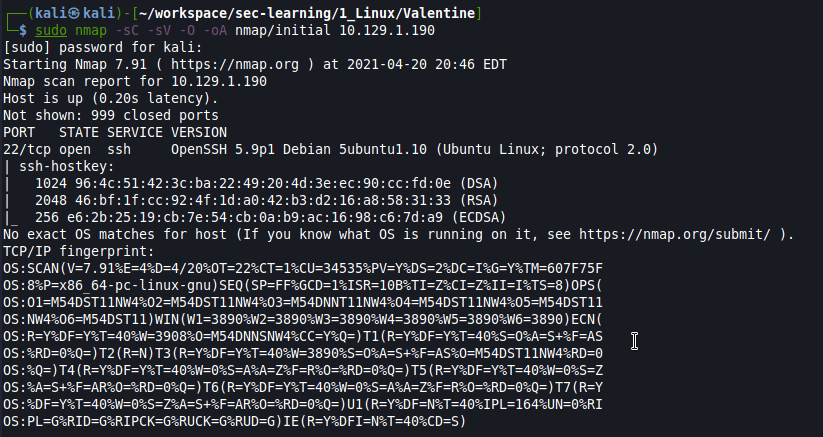 ┌──(kali㉿kali)-[~/workspace/sec-learning/1_Linux/Valentine]
└─$ sudo nmap -sC -sV -O -oA nmap/initial 10.129.1.190
[sudo] password for kali:
Starting Nmap 7.91 ( https://nmap.org ) at 2021-04-20 20:46 EDT
Nmap scan report for 10.129.1.190
Host is up (0.20s latency).
Not shown: 999 closed ports
PORT   STATE SERVICE VERSION
22/tcp open  ssh     OpenSSH 5.9p1 Debian 5ubuntu1.10 (Ubuntu Linux; protocol 2.0)
| ssh-hostkey:
|   1024 96:4c:51:42:3c:ba:22:49:20:4d:3e:ec:90:cc:fd:0e (DSA)
|   2048 46:bf:1f:cc:92:4f:1d:a0:42:b3:d2:16:a8:58:31:33 (RSA)
|_  256 e6:2b:25:19:cb:7e:54:cb:0a:b9:ac:16:98:c6:7d:a9 (ECDSA)
No exact OS matches for host (If you know what OS is running on it, see https://nmap.org/submit/ ).
TCP/IP fingerprint:
OS:SCAN(V=7.91%E=4%D=4/20%OT=22%CT=1%CU=34535%PV=Y%DS=2%DC=I%G=Y%TM=607F75F
OS:8%P=x86_64-pc-linux-gnu)SEQ(SP=FF%GCD=1%ISR=10B%TI=Z%CI=Z%II=I%TS=8)OPS(
OS:O1=M54DST11NW4%O2=M54DST11NW4%O3=M54DNNT11NW4%O4=M54DST11NW4%O5=M54DST11
OS:NW4%O6=M54DST11)WIN(W1=3890%W2=3890%W3=3890%W4=3890%W5=3890%W6=3890)ECN(
OS:R=Y%DF=Y%T=40%W=3908%O=M54DNNSNW4%CC=Y%Q=)T1(R=Y%DF=Y%T=40%S=O%A=S+%F=AS
OS:%RD=0%Q=)T2(R=N)T3(R=Y%DF=Y%T=40%W=3890%S=O%A=S+%F=AS%O=M54DST11NW4%RD=0
OS:%Q=)T4(R=Y%DF=Y%T=40%W=0%S=A%A=Z%F=R%O=%RD=0%Q=)T5(R=Y%DF=Y%T=40%W=0%S=Z
OS:%A=S+%F=AR%O=%RD=0%Q=)T6(R=Y%DF=Y%T=40%W=0%S=A%A=Z%F=R%O=%RD=0%Q=)T7(R=Y
OS:%DF=Y%T=40%W=0%S=Z%A=S+%F=AR%O=%RD=0%Q=)U1(R=Y%DF=N%T=40%IPL=164%UN=0%RI
OS:PL=G%RID=G%RIPCK=G%RUCK=G%RUD=G)IE(R=Y%DFI=N%T=40%CD=S)